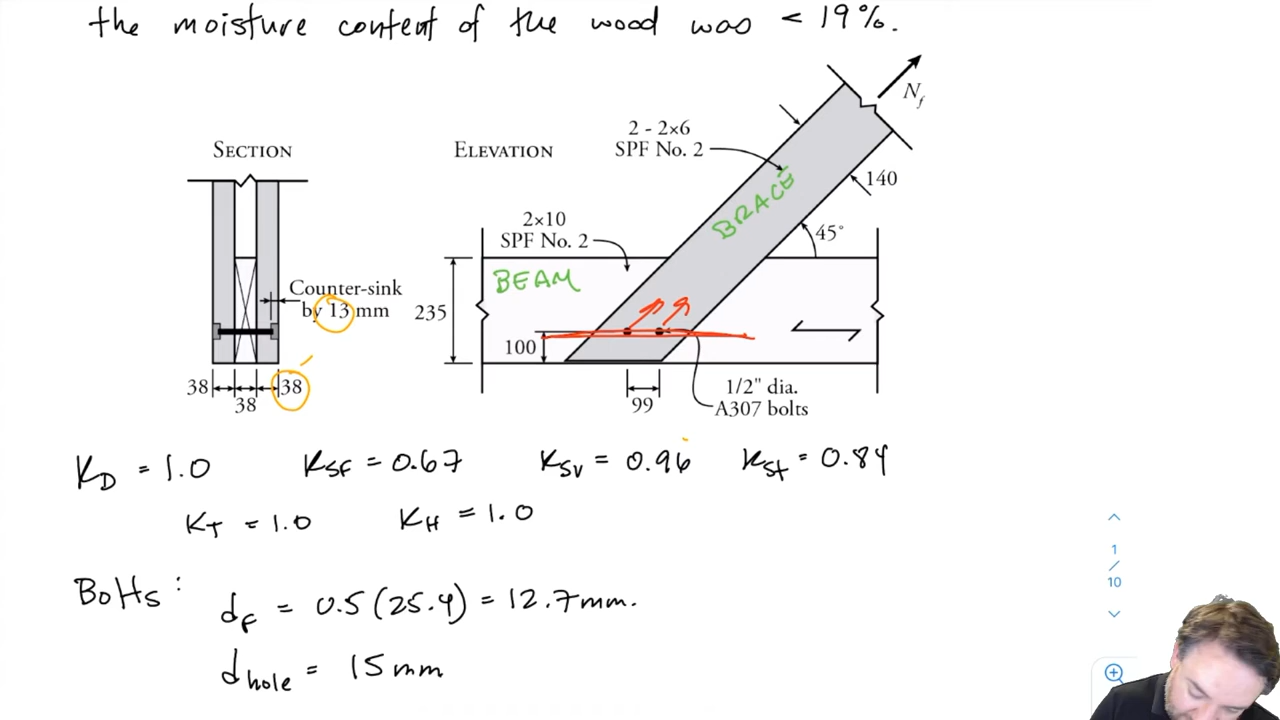 the moisture content of the wood was < 19%.
N_f
SECTION
ELEVATION
2 - 2×6
SPF No. 2
BRACE
140
45°
2×10
SPF No. 2
BEAM
Counter-sink
by 13 mm
235
100
38
38
38
99
1/2" dia.
A307 bolts
K_D = 1.0 K_SF = 0.67 K_SV = 0.96 K_St = 0.84
K_T = 1.0 K_H = 1.0
Bolts : d_F = 0.5 (25.4) = 12.7 mm.
d_hole = 15 mm
1
/
10